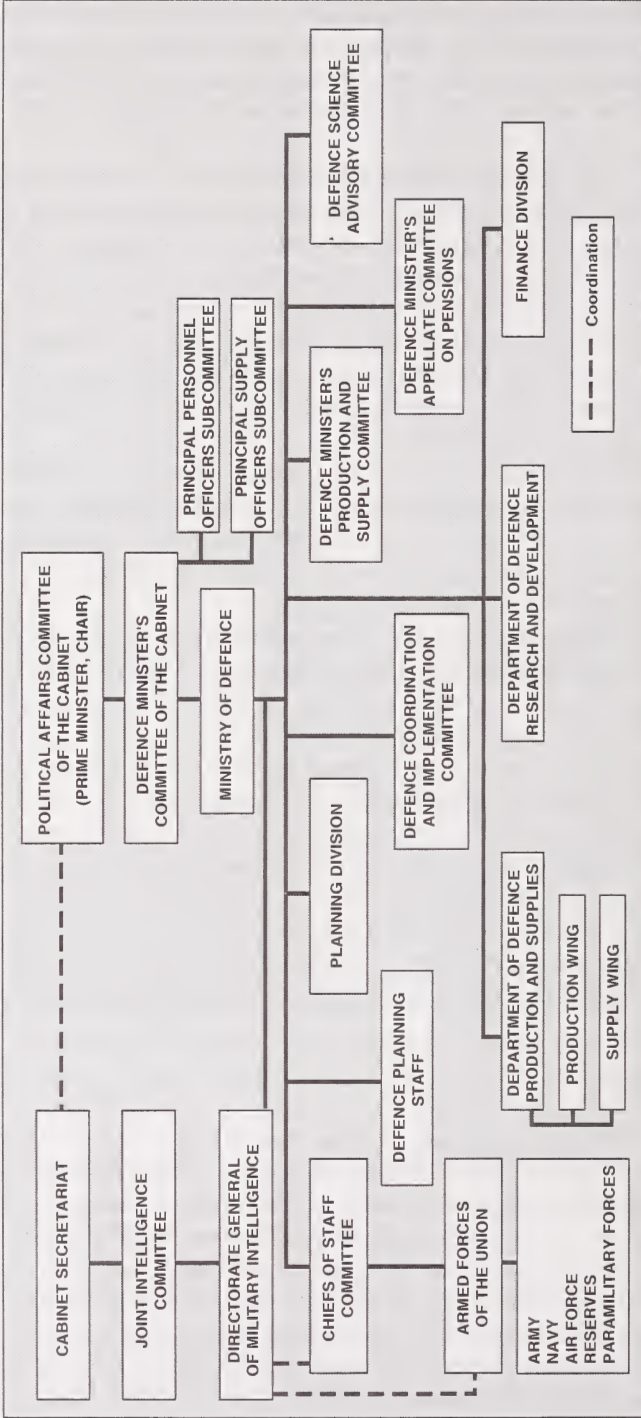 POLITICAL AFFAIRS COMMITTEE
OF THE CABINET
(PRIME MINISTER, CHAIR)
CABINET SECRETARIAT
JOINT INTELLIGENCE
COMMITTEE
DIRECTORATE GENERAL
OF MILITARY INTELLIGENCE
DEFENCE MINISTER'S
COMMITTEE OF THE CABINET
PRINCIPAL PERSONNEL
OFFICERS SUBCOMMITTEE
PRINCIPAL SUPPLY
OFFICERS SUBCOMMITTEE
MINISTRY OF DEFENCE
CHIEFS OF STAFF
COMMITTEE
DEFENCE PLANNING
STAFF
PLANNING DIVISION
DEFENCE COORDINATION
AND IMPLEMENTATION
COMMITTEE
DEFENCE MINISTER'S
PRODUCTION AND
SUPPLY COMMITTEE
DEFENCE MINISTER'S
APPELLATE COMMITTEE
ON PENSIONS
DEFENCE SCIENCE
ADVISORY COMMITTEE
ARMED FORCES
OF THE UNION
ARMY
NAVY
AIR FORCE
RESERVES
PARAMILITARY FORCES
DEPARTMENT OF DEFENCE
PRODUCTION AND SUPPLIES
PRODUCTION WING
SUPPLY WING
DEPARTMENT OF DEFENCE
RESEARCH AND DEVELOPMENT
FINANCE DIVISION
Coordination